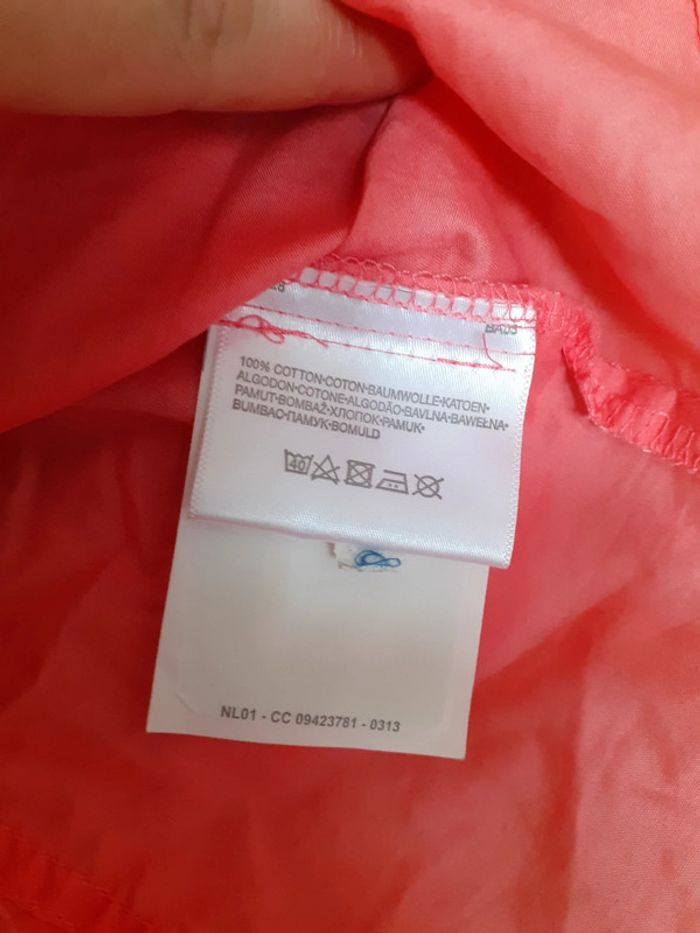 100% COTTON•COTON•BAUMWOLLE•KATOEN•
ALGODON•COTONE•ALGODÃO•BAVLNA•BAWEŁNA•
PAMUT•BOMBAŽ•ХЛОПОК•PAMUK•
BUMBAC•ПАМУК•BOMULD
40
NL01 - CC 09423781 - 0313